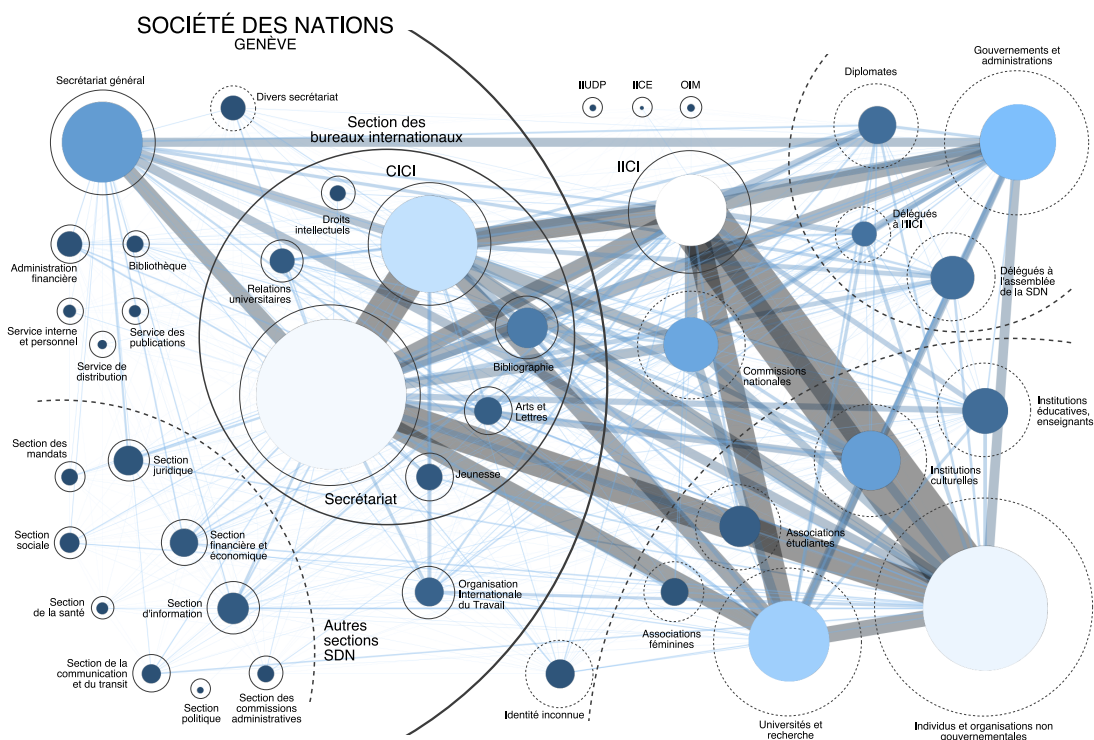 SOCIÉTÉ DES NATIONS
GENÈVE
Secrétariat général
Divers secrétariat
Section des
bureaux internationaux
CICI
Droits
intellectuels
Relations
universitaires
Administration
financière
Bibliothèque
Service interne
et personnel
Service des
publications
Service de
distribution
Bibliographie
Arts et
Lettres
Jeunesse
Secrétariat
Section des
mandats
Section
juridique
Section
sociale
Section
financière et
économique
Section
de la santé
Section
d'information
Autres
sections
SDN
Section de la
communication
et du transit
Section
politique
Section des
commissions
administratives
Organisation
Internationale
du Travail
IIUDP
IICE
OIM
IICI
Commissions
nationales
Diplomates
Gouvernements et
administrations
Délégués
à l'IICI
Délégués à
l'assemblée
de la SDN
Institutions
éducatives,
enseignants
Institutions
culturelles
Associations
étudiantes
Associations
féminines
Identité inconnue
Universités et
recherche
Individus et organisations non
gouvernementales